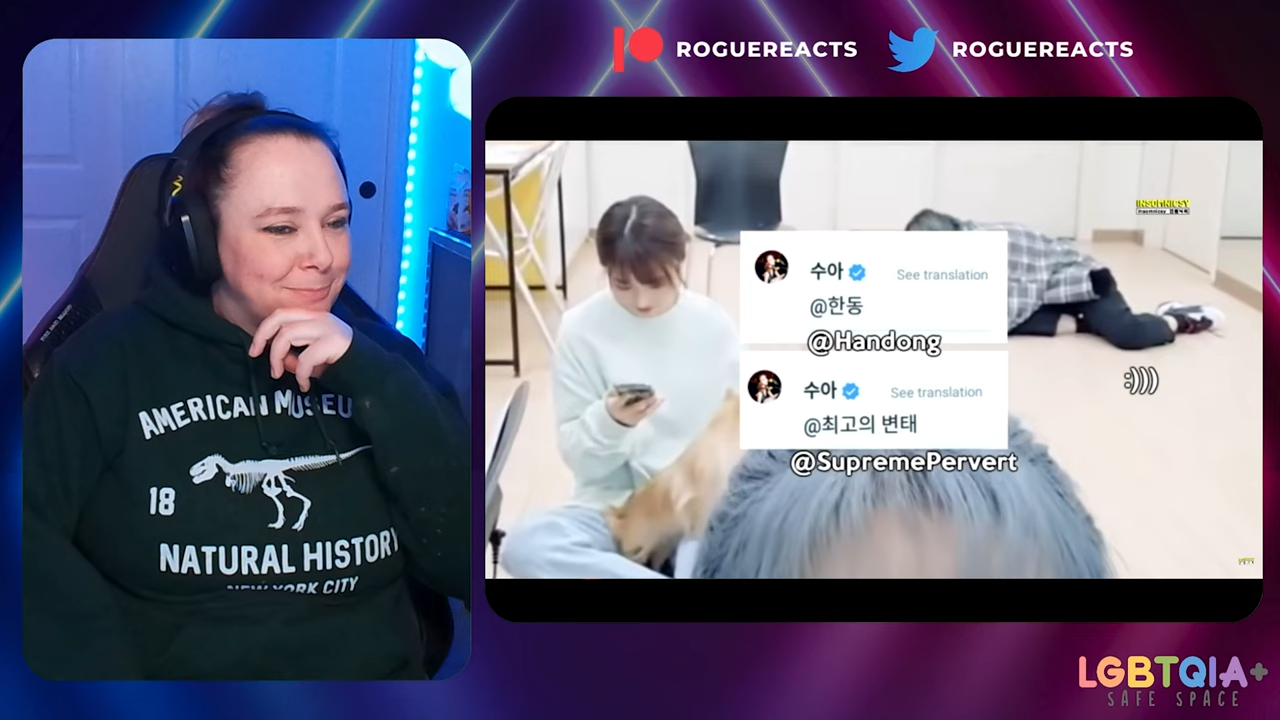 ROGUEREACTS
ROGUEREACTS
AMERICAN MUSEU
18
NATURAL HISTORY
NEW YORK CITY
INSOMNICSY
수아
See translation
@한동
@Handong
수아
See translation
@최고의 변태
@SupremePervert
:)))
LGBTQIA+
SAFE SPACE